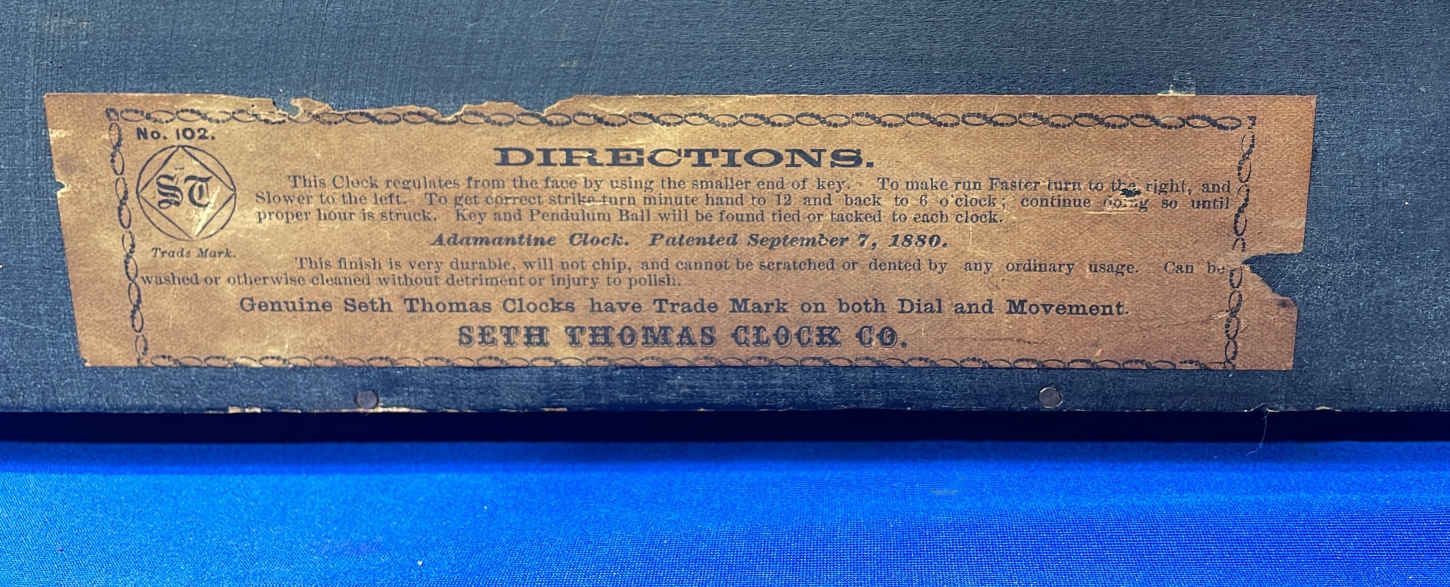 No. 102.
DIRECTIONS.
ST
This Clock regulates from the face by using the smaller end of key. To make run Faster turn to the right, and
Slower to the left. To get correct strike turn minute hand to 12 and back to 6 o'clock; continue doing so until
proper hour is struck. Key and Pendulum Ball will be found tied or tacked to each clock.
Trade Mark.
Adamantine Clock. Patented September 7, 1880.
This finish is very durable, will not chip, and cannot be scratched or dented by any ordinary usage. Can be
washed or otherwise cleaned without detriment or injury to polish.
Genuine Seth Thomas Clocks have Trade Mark on both Dial and Movement.
SETH THOMAS CLOCK CO.